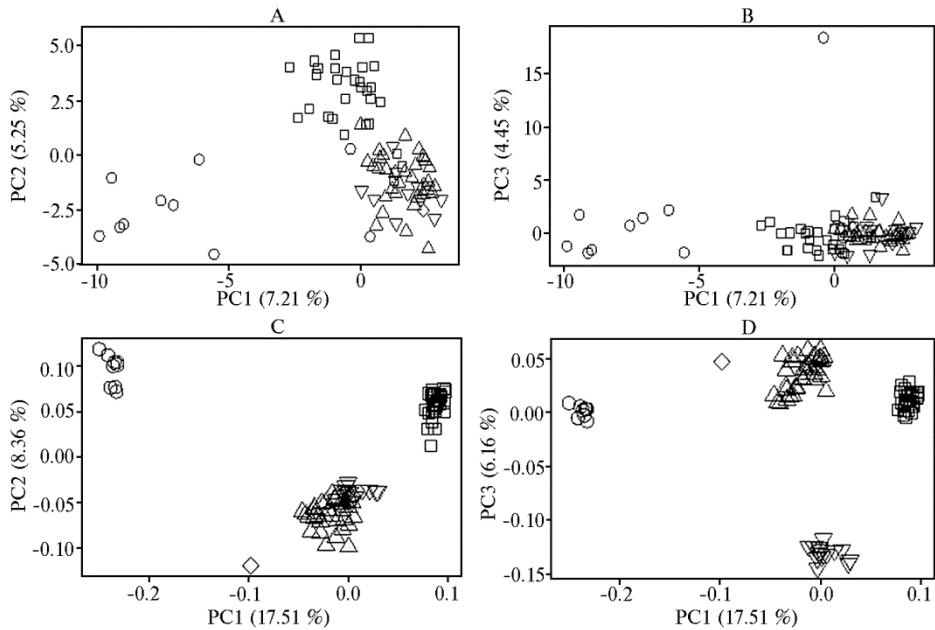 A
B
5.0
2.5
0.0
-2.5
-5.0
PC2 (5.25 %)
-10
-5
0
PC1 (7.21 %)
15
10
5
0
PC3 (4.45 %)
-10
-5
0
PC1 (7.21 %)
C
D
0.10
0.05
0.00
-0.05
-0.10
PC2 (8.36 %)
-0.2
-0.1
0.0
0.1
PC1 (17.51 %)
0.05
0.00
-0.05
-0.10
-0.15
PC3 (6.16 %)
-0.2
-0.1
0.0
0.1
PC1 (17.51 %)